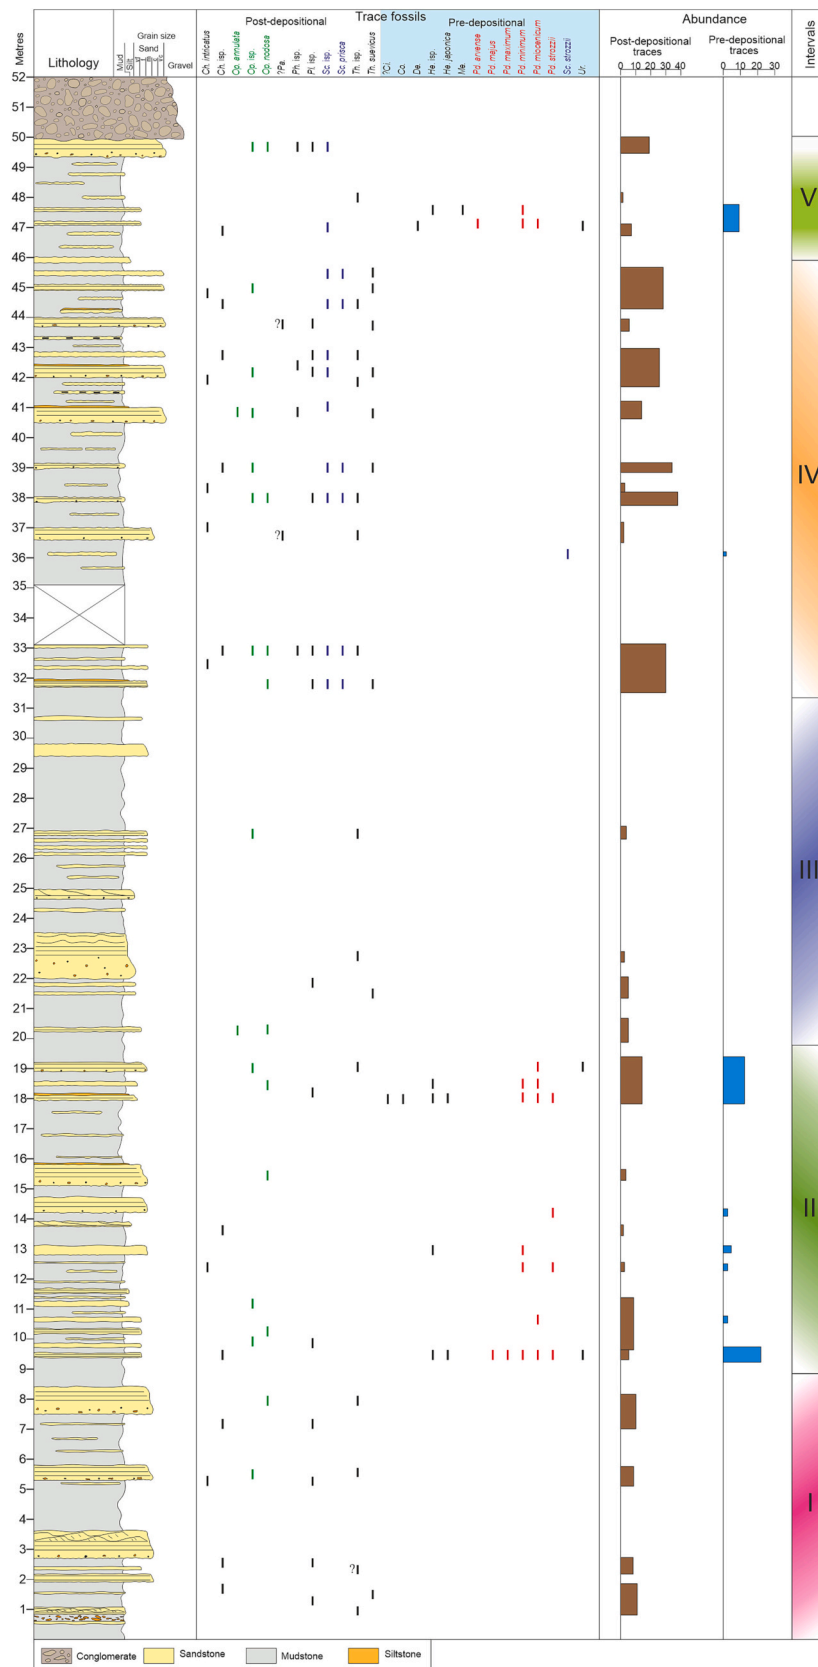 Trace fossils
Grain size
Post-depositional
Pre-depositional
Abundance
Metres
Lithology
Mud
Silt
Sand
Gravel
Post-depositional traces
Pre-depositional traces
Intervals
Ch. intricatus
Ch. isp.
Op. annulata
Op. isp.
Op. nodosa
?Pa.
Ph. isp.
Pl. isp.
Sc. isp.
Sc. prisca
Th. isp.
Th. suevicus
?Ci.
Co.
De.
He. isp.
He. japonica
Me.
Pd. arvense
Pd. majus
Pd. maximum
Pd. minimum
Pd. miocenicum
Pd. strozzii
Sc. strozzii
Ur.
0 10 20 30 40
0 10 20 30
52
51
50
49
48
47
46
45
44
43
42
41
40
39
38
37
36
35
34
33
32
31
30
29
28
27
26
25
24
23
22
21
20
19
18
17
16
15
14
13
12
11
10
9
8
7
6
5
4
3
2
1
?
?
?
V
IV
III
II
I
Conglomerate
Sandstone
Mudstone
Siltstone